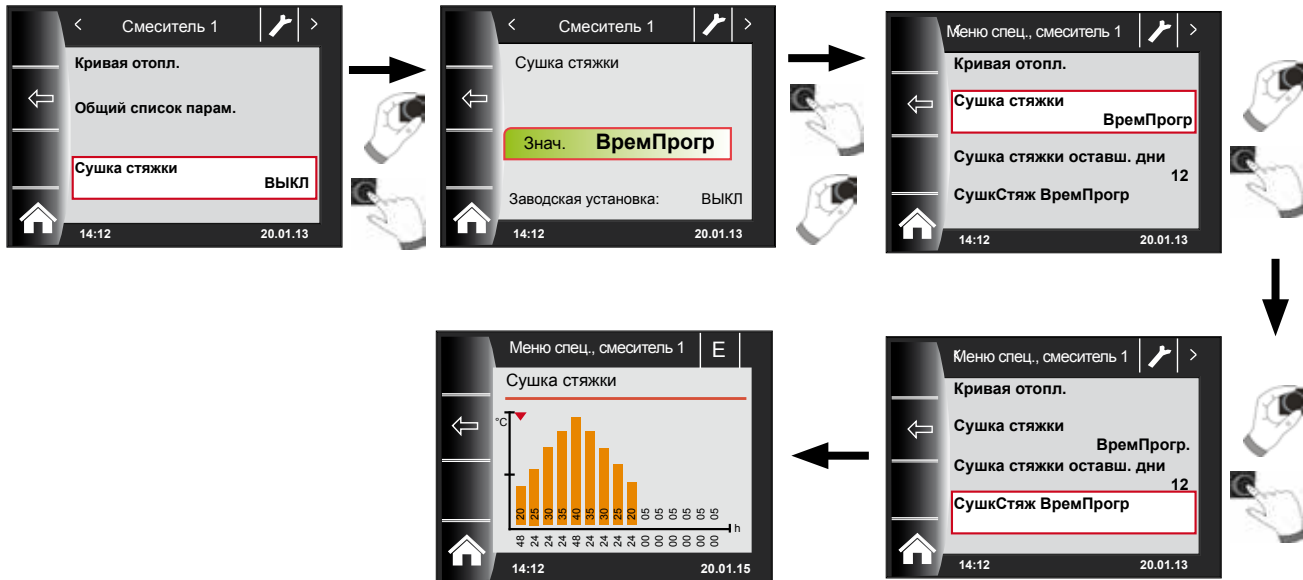 < Смеситель 1 >
Кривая отопл.
Общий список парам.
Сушка стяжки
ВЫКЛ
14:12 20.01.13
< Смеситель 1 >
Сушка стяжки
Знач. ВремПрогр
Заводская установка: ВЫКЛ
14:12 20.01.13
Меню спец., смеситель 1 >
Кривая отопл.
Сушка стяжки
ВремПрогр
Сушка стяжки оставш. дни
12
СушкСтяж ВремПрогр
14:12 20.01.13
Меню спец., смеситель 1 >
Кривая отопл.
Сушка стяжки
ВремПрогр.
Сушка стяжки оставш. дни
12
СушкСтяж ВремПрогр
14:12 20.01.13
Меню спец., смеситель 1 E
Сушка стяжки
°C
20 25 30 35 40 35 30 25 20 05 05 05 05 05 05
h
48 24 24 24 48 24 24 24 24 00 00 00 00 00 00
14:12 20.01.15